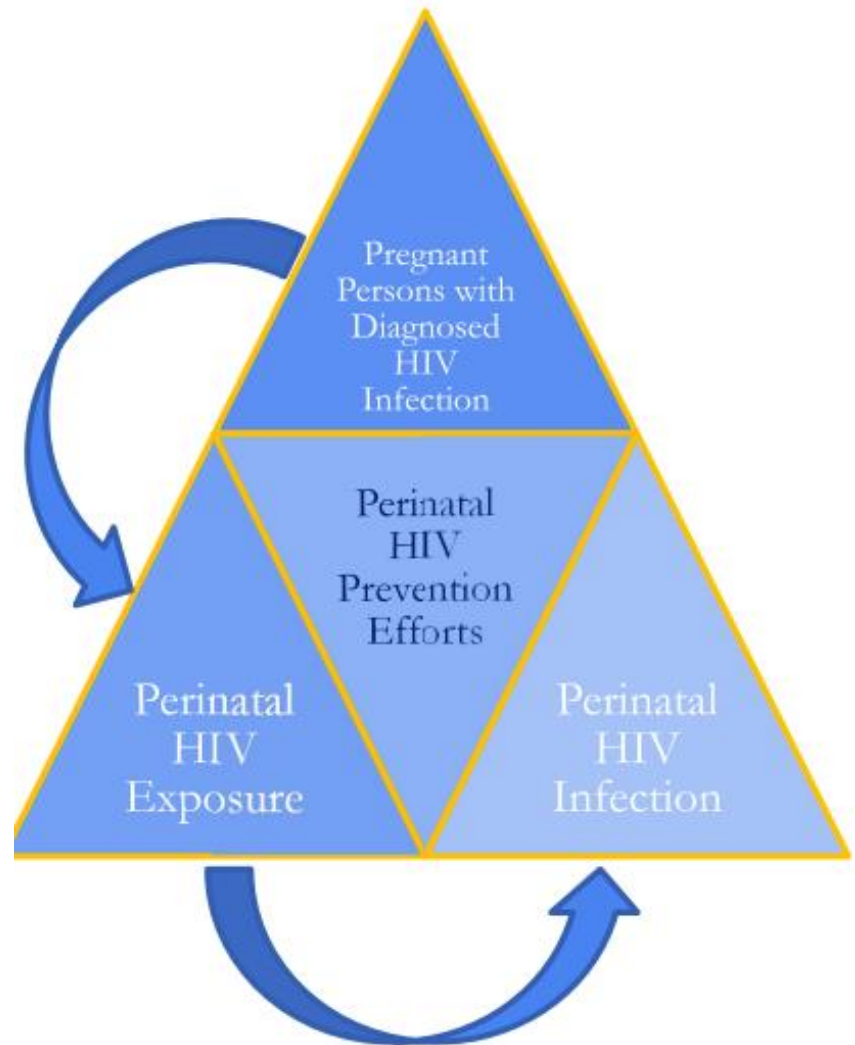 Pregnant
Persons with
Diagnosed
HIV
Infection
Perinatal
HIV
Prevention
Efforts
Perinatal
HIV
Exposure
Perinatal
HIV
Infection